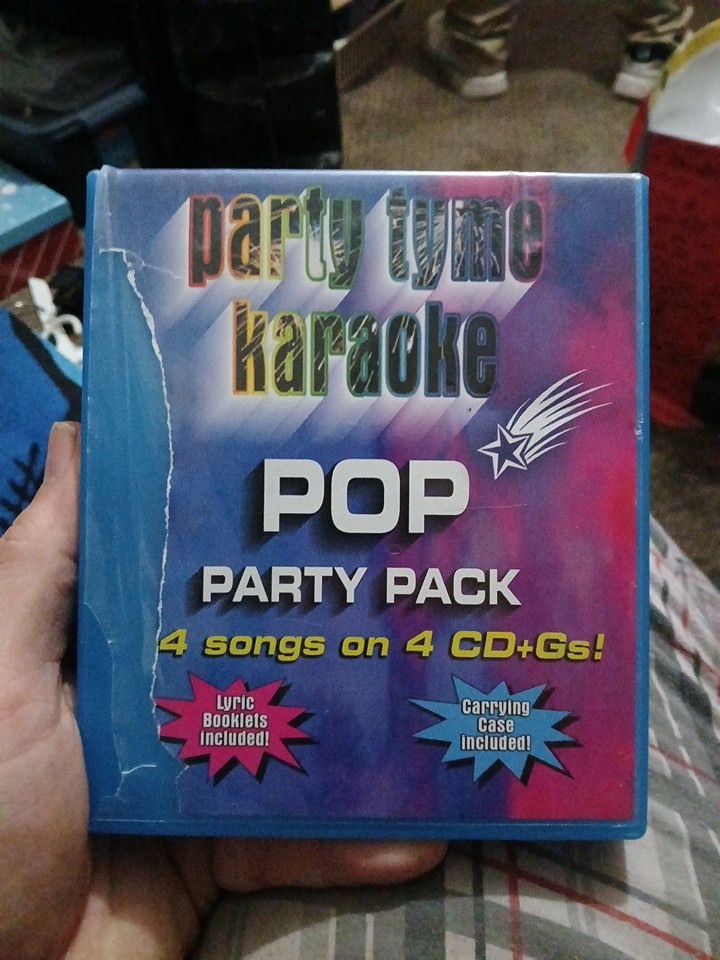 party tyme
karaoke
POP
PARTY PACK
4 songs on 4 CD+Gs!
Lyric
Booklets
included!
Carrying
Case
included!